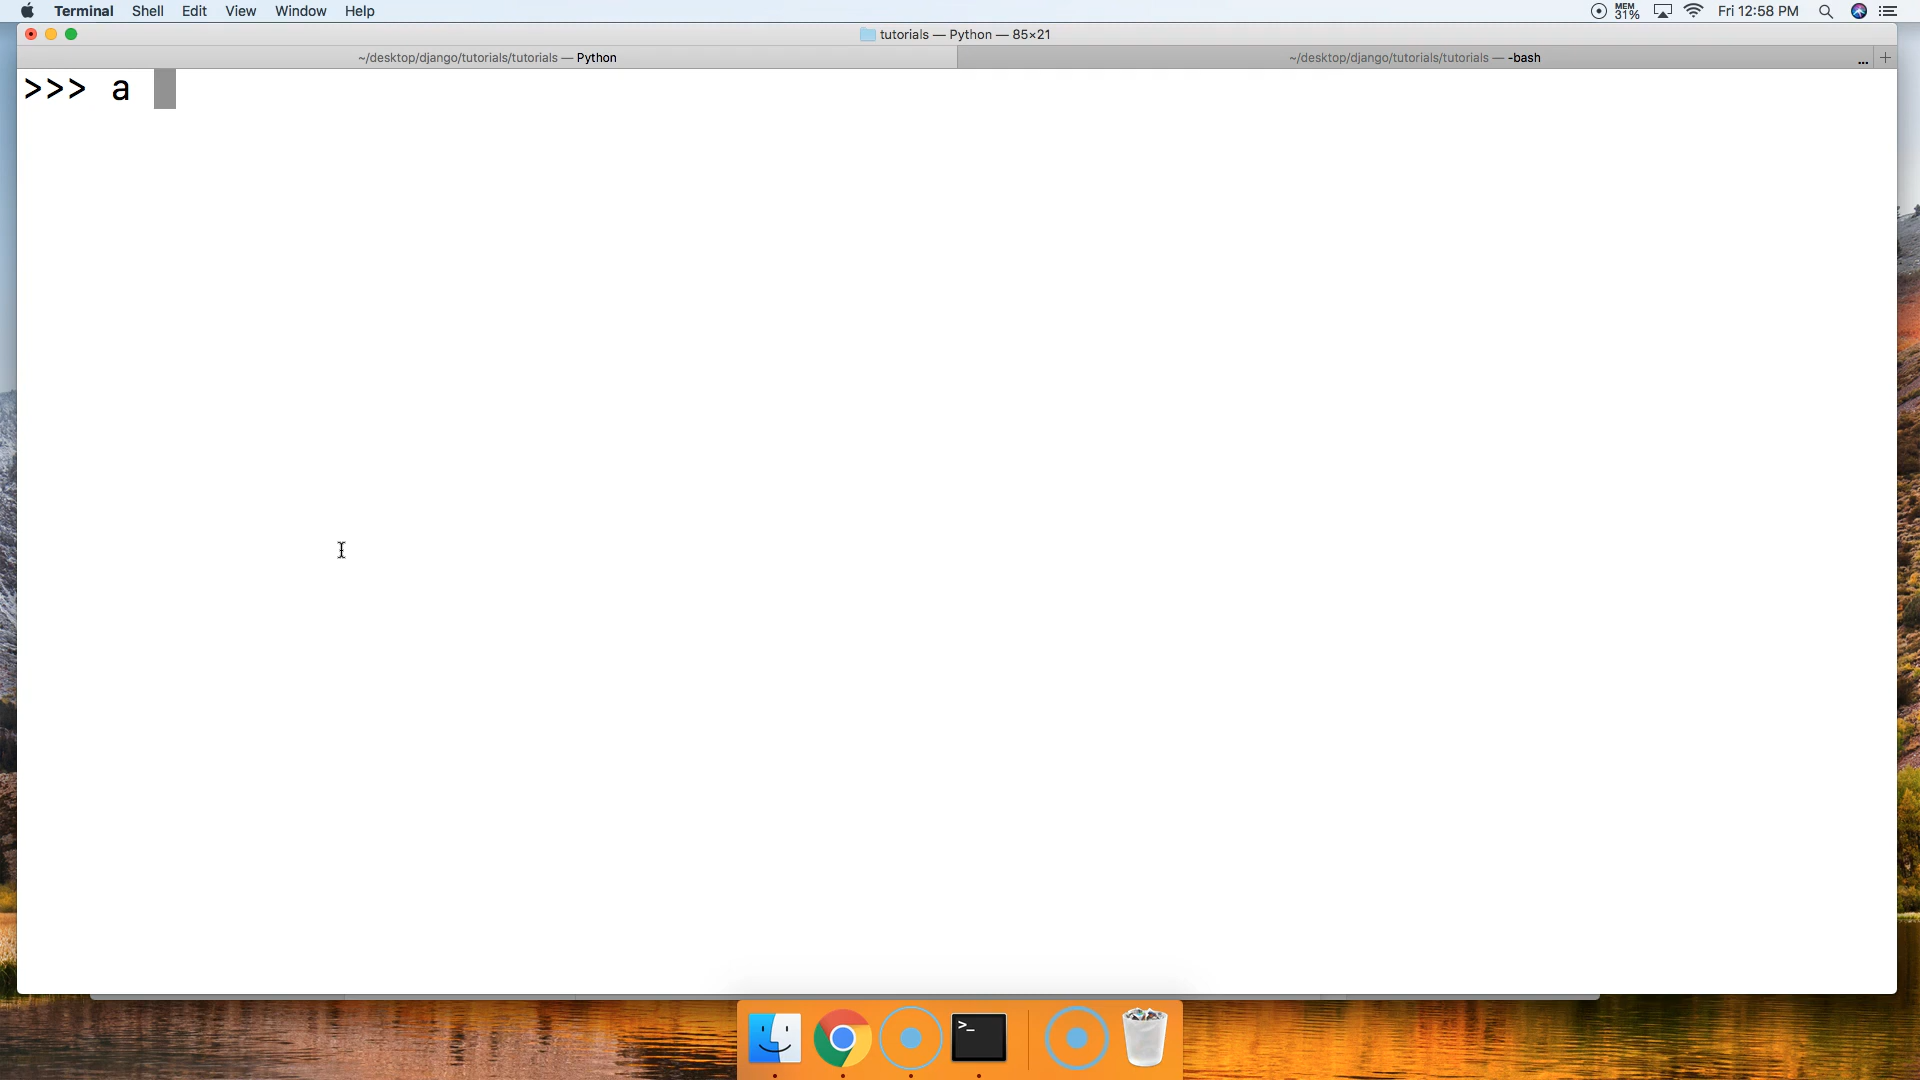 Terminal Shell Edit View Window Help MEM 31% Fri 12:58 PM
tutorials — Python — 85×21
~/desktop/django/tutorials/tutorials — Python ~/desktop/django/tutorials/tutorials — -bash ... +
>>> a
>_